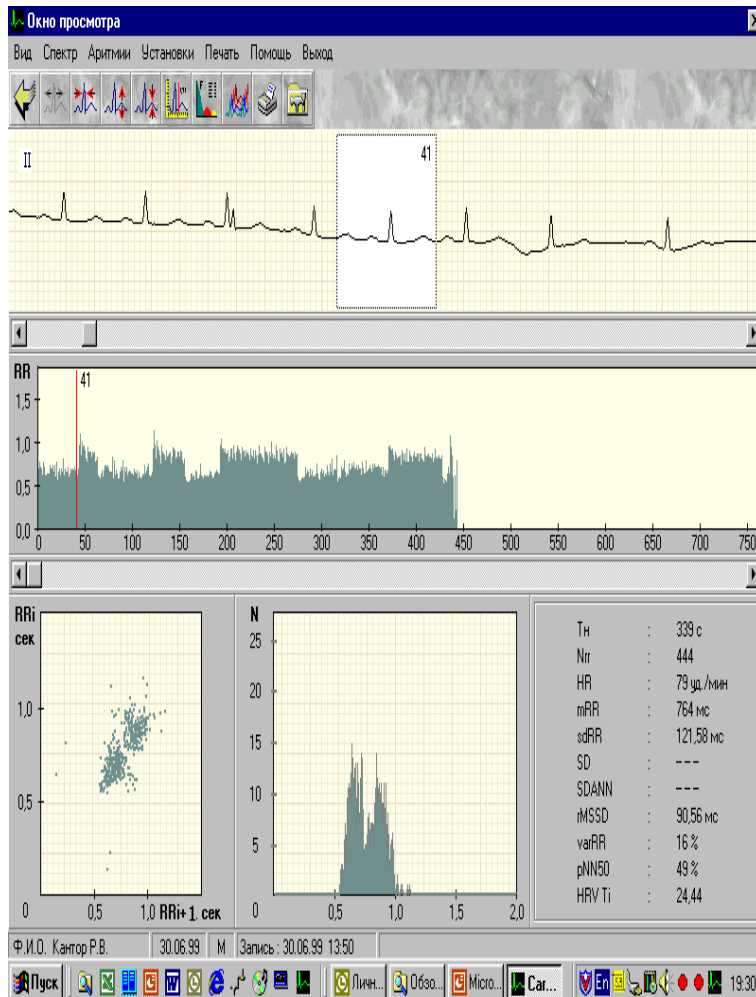 Окно просмотра
Вид Спектр Аритмии Установки Печать Помощь Выход
II
41
RR
41
1,5
1,0
0,5
0,0
0 50 100 150 200 250 300 350 400 450 500 550 600 650 700 750
RRi
сек
1,0
0,5
0 0,5 1,0 RRi+1 сек
N
25
20
15
10
5
0 0,5 1,0 1,5 2,0
Тн : 339 с
Nrr : 444
HR : 79 уд./мин
mRR : 764 мс
sdRR : 121,58 мс
SD : ---
SDANN : ---
rMSSD : 90,56 мс
varRR : 16 %
pNN50 : 49 %
HRV Ti : 24,44
Ф.И.О. Кантор Р.В. 30.06.99 М Запись : 30.06.99 13:50
Пуск Личн... Обзо... Micro... Car... En 19:30